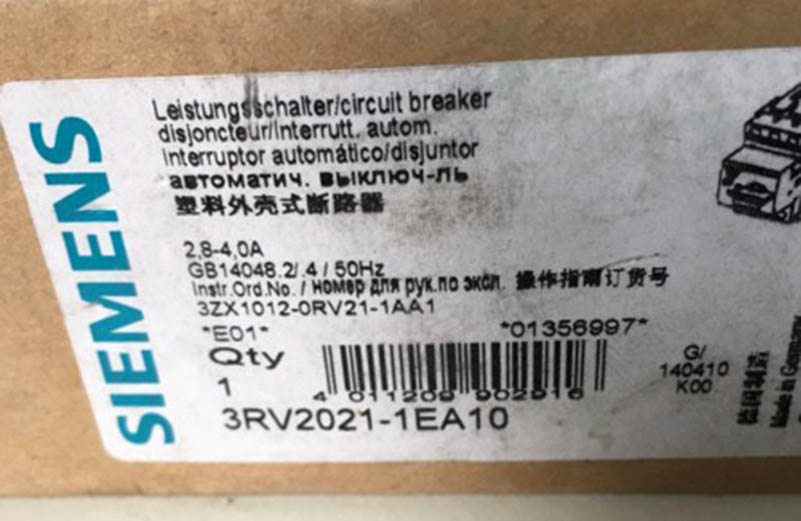 SIEMENS
Leistungsschalter/circuit breaker
disjoncteur/interrutt. autom.
interruptor automático/disjuntor
автоматич. выключ-ль
塑料外壳式断路器
2,8-4,0A
GB14048.2/.4 / 50Hz
Instr.Ord.No. / номер для рук.по экспл. 操作指南订货号
3ZX1012-0RV21-1AA1
*E01* *01356997*
Qty
1
4 011209 902916
G/
140410
K00
3RV2021-1EA10
德国制造
Made in Germany